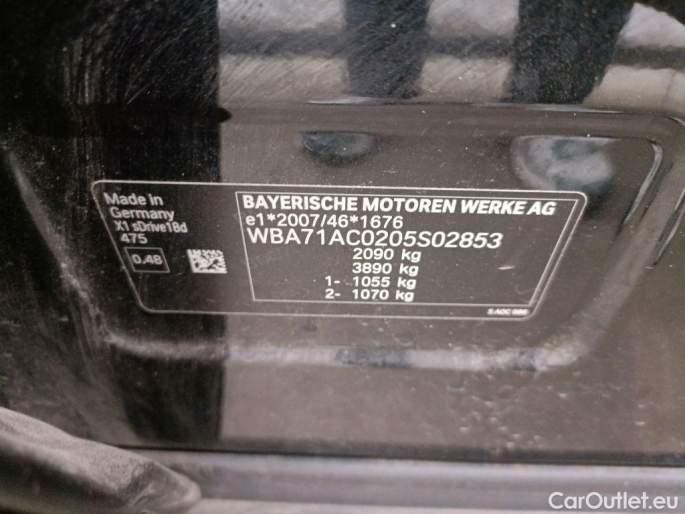 Made in
Germany
X1 sDrive18d
475
0.48
BAYERISCHE MOTOREN WERKE AG
e1*2007/46*1676
WBA71AC0205S02853
2090 kg
3890 kg
1- 1055 kg
2- 1070 kg
CarOutlet.eu